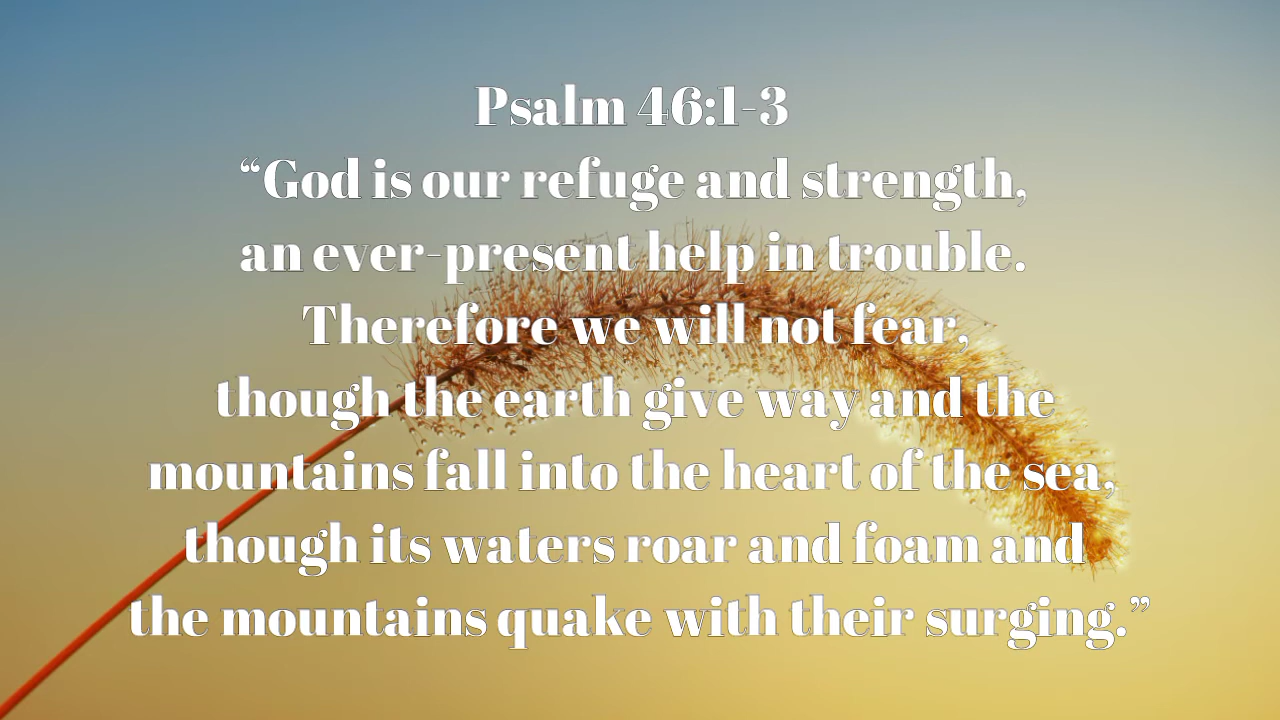 Psalm 46:1-3
“God is our refuge and strength,
an ever-present help in trouble.
Therefore we will not fear,
though the earth give way and the
mountains fall into the heart of the sea,
though its waters roar and foam and
the mountains quake with their surging.”